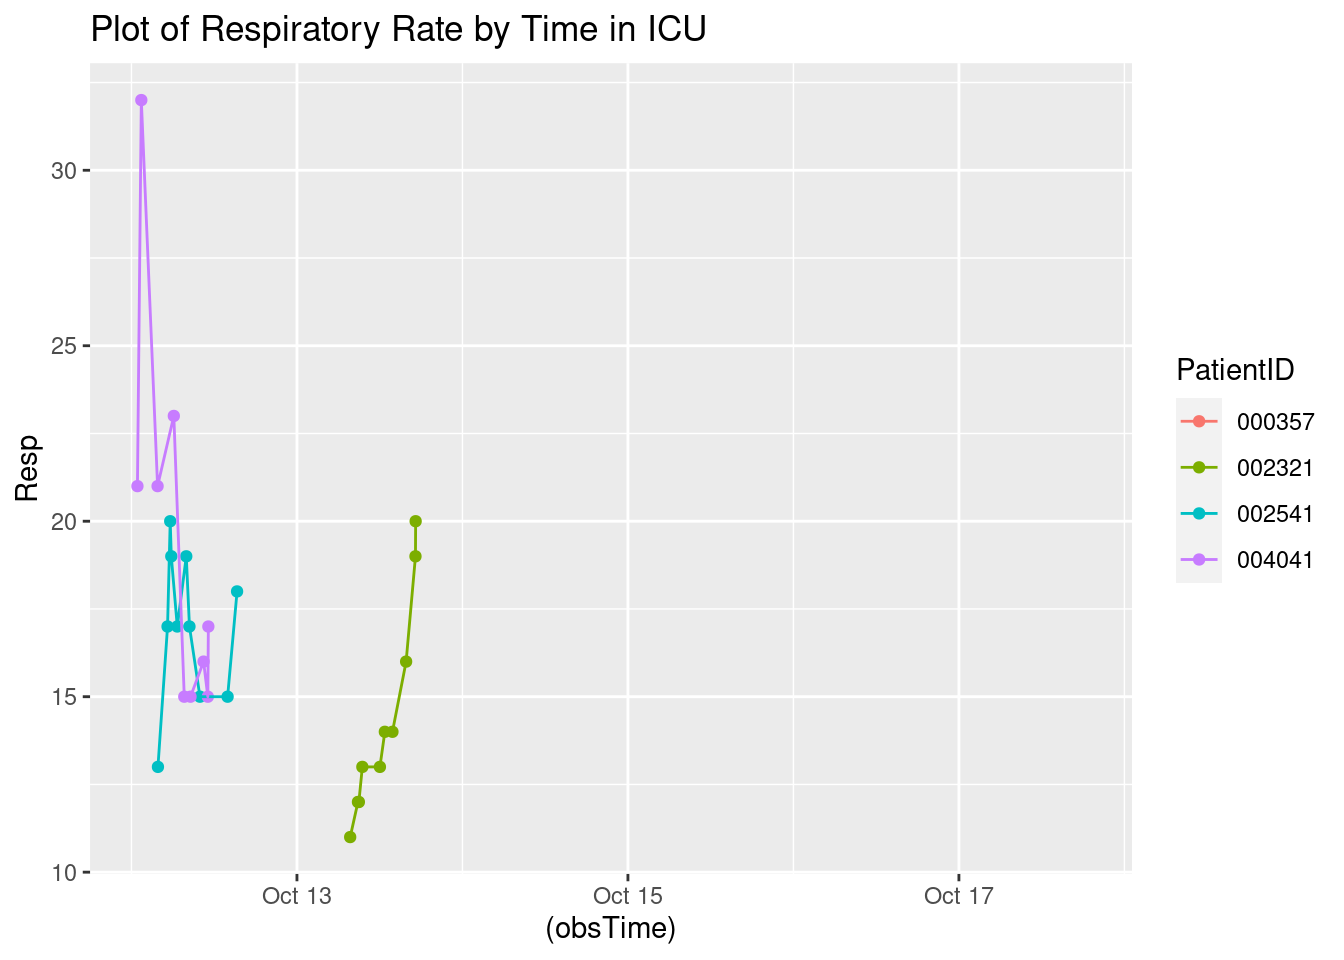 Plot of Respiratory Rate by Time in ICU
30
25
20
15
10
Resp
Oct 13 Oct 15 Oct 17
(obsTime)
PatientID
000357
002321
002541
004041